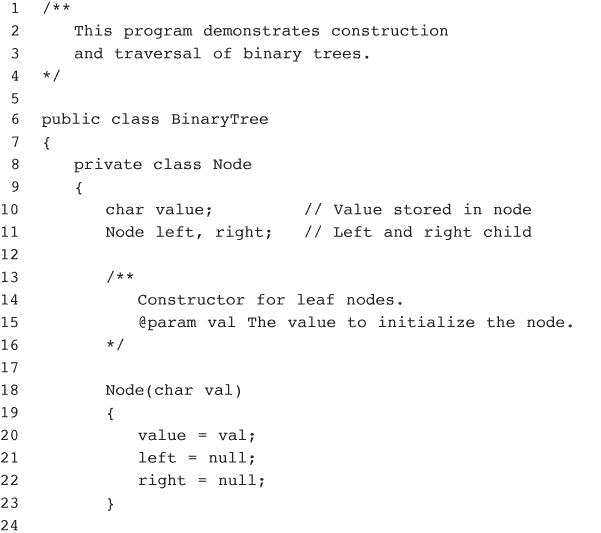 1 /**
2 This program demonstrates construction
3 and traversal of binary trees.
4 */
5
6 public class BinaryTree
7 {
8 private class Node
9 {
10 char value; // Value stored in node
11 Node left, right; // Left and right child
12
13 /**
14 Constructor for leaf nodes.
15 @param val The value to initialize the node.
16 */
17
18 Node(char val)
19 {
20 value = val;
21 left = null;
22 right = null;
23 }
24